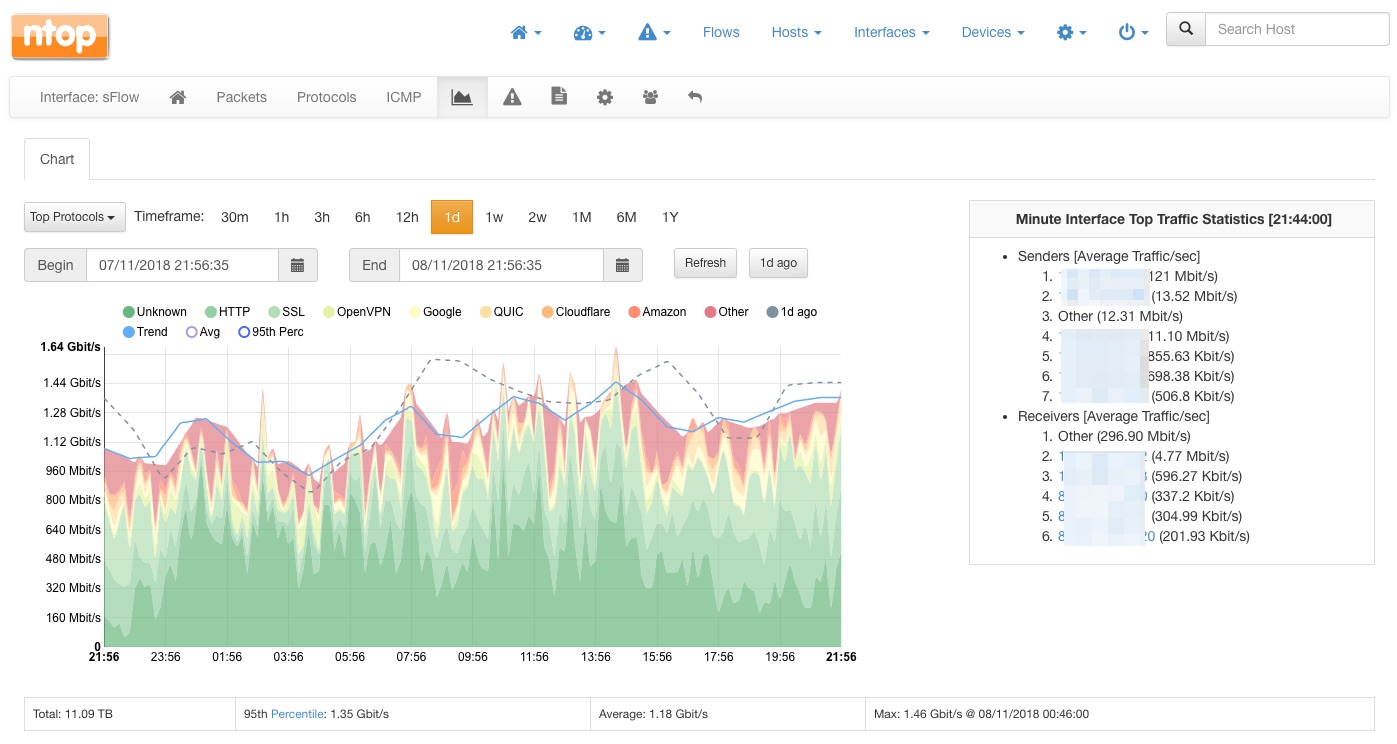 ntop
Flows Hosts Interfaces Devices Search Host
Interface: sFlow Packets Protocols ICMP
Chart
Top Protocols Timeframe: 30m 1h 3h 6h 12h 1d 1w 2w 1M 6M 1Y
Begin 07/11/2018 21:56:35 End 08/11/2018 21:56:35 Refresh 1d ago
Unknown HTTP SSL OpenVPN Google QUIC Cloudflare Amazon Other 1d ago
Trend Avg 95th Perc
1.64 Gbit/s
1.44 Gbit/s
1.28 Gbit/s
1.12 Gbit/s
960 Mbit/s
800 Mbit/s
640 Mbit/s
480 Mbit/s
320 Mbit/s
160 Mbit/s
0
21:56 23:56 01:56 03:56 05:56 07:56 09:56 11:56 13:56 15:56 17:56 19:56 21:56
Minute Interface Top Traffic Statistics [21:44:00]
Senders [Average Traffic/sec]
1. 121 Mbit/s)
2. (13.52 Mbit/s)
3. Other (12.31 Mbit/s)
4. 11.10 Mbit/s)
5. 855.63 Kbit/s)
6. 698.38 Kbit/s)
7. (506.8 Kbit/s)
Receivers [Average Traffic/sec]
1. Other (296.90 Mbit/s)
2. (4.77 Mbit/s)
3. (596.27 Kbit/s)
4. (337.2 Kbit/s)
5. (304.99 Kbit/s)
6. (201.93 Kbit/s)
Total: 11.09 TB 95th Percentile: 1.35 Gbit/s Average: 1.18 Gbit/s Max: 1.46 Gbit/s @ 08/11/2018 00:46:00